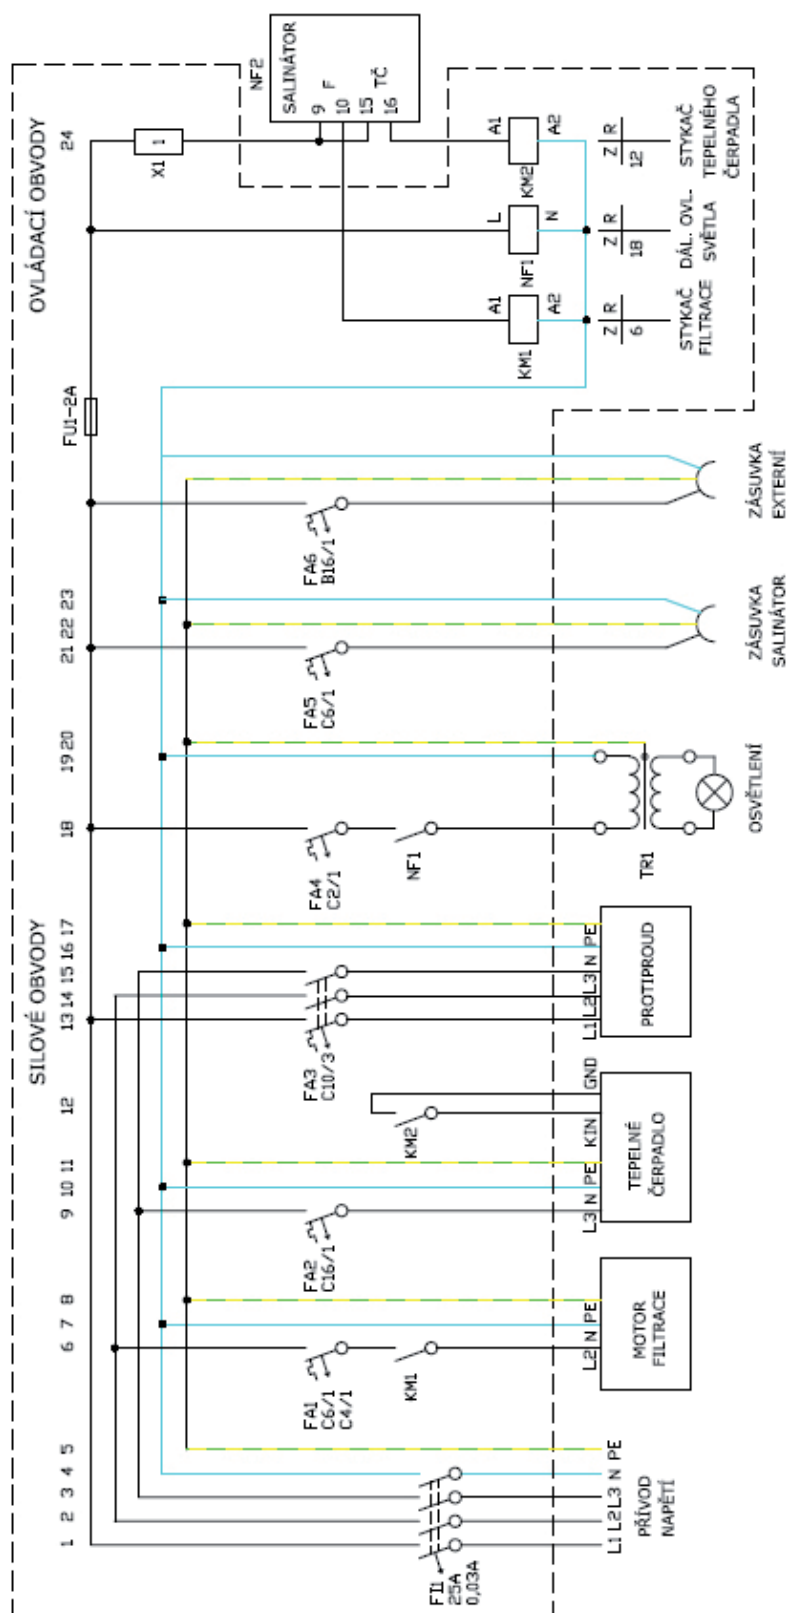 SILOVÉ OBVODY
OVLÁDACÍ OBVODY
1 2 3 4 5 6 7 8 9 10 11 12 13 14 15 16 17 18 19 20 21 22 23 24
FU1-2A
X1
1
NF2
SALINÁTOR
F
TČ
9 10 15 16
FI1
25A
0,03A
FA1
C6/1
C4/1
KM1
FA2
C16/1
KM2
FA3
C10/3
FA4
C2/1
NF1
FA5
C6/1
FA6
B16/1
A1
KM1
A2
L
NF1
N
A1
KM2
A2
Z R
6
Z R
18
Z R
12
STYKAČ
FILTRACE
DÁL. OVL.
SVĚTLA
STYKAČ
TEPELNÉHO
ČERPADLA
L1 L2 L3 N PE
PŘÍVOD
NAPĚTÍ
L2 N PE
MOTOR
FILTRACE
L3 N PE KIN GND
TEPELNÉ
ČERPADLO
L1 L2 L3 N PE
PROTIPROUD
TR1
OSVĚTLENÍ
ZÁSUVKA
SALINÁTOR
ZÁSUVKA
EXTERNÍ